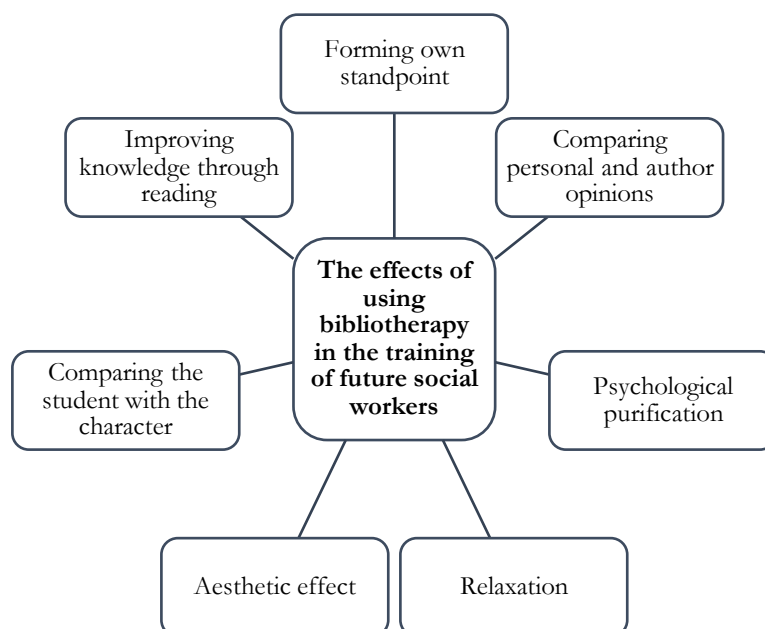 Forming own
standpoint
Improving
knowledge through
reading
Comparing
personal and author
opinions
The effects of
using
bibliotherapy
in the training
of future social
workers
Comparing the
student with the
character
Psychological
purification
Aesthetic effect
Relaxation